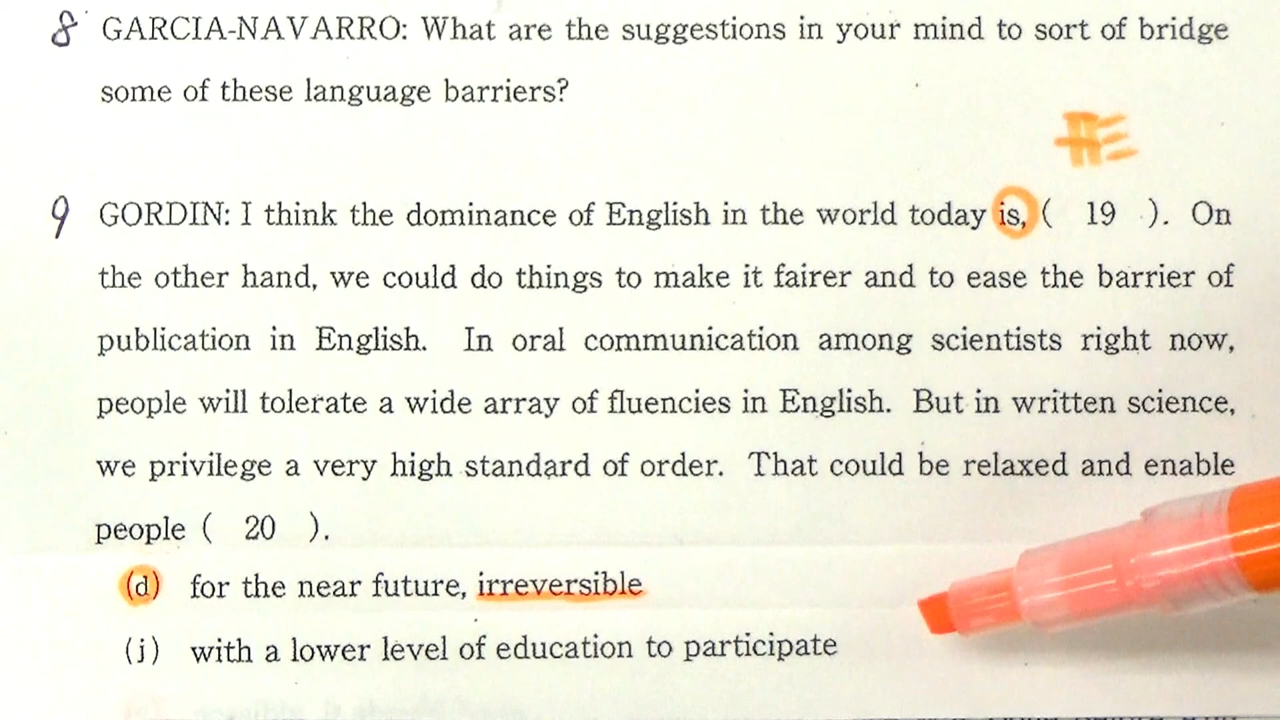 8 GARCIA-NAVARRO: What are the suggestions in your mind to sort of bridge
some of these language barriers?
9 GORDIN: I think the dominance of English in the world today is, ( 19 ). On
the other hand, we could do things to make it fairer and to ease the barrier of
publication in English. In oral communication among scientists right now,
people will tolerate a wide array of fluencies in English. But in written science,
we privilege a very high standard of order. That could be relaxed and enable
people ( 20 ).
(d) for the near future, irreversible
(j) with a lower level of education to participate